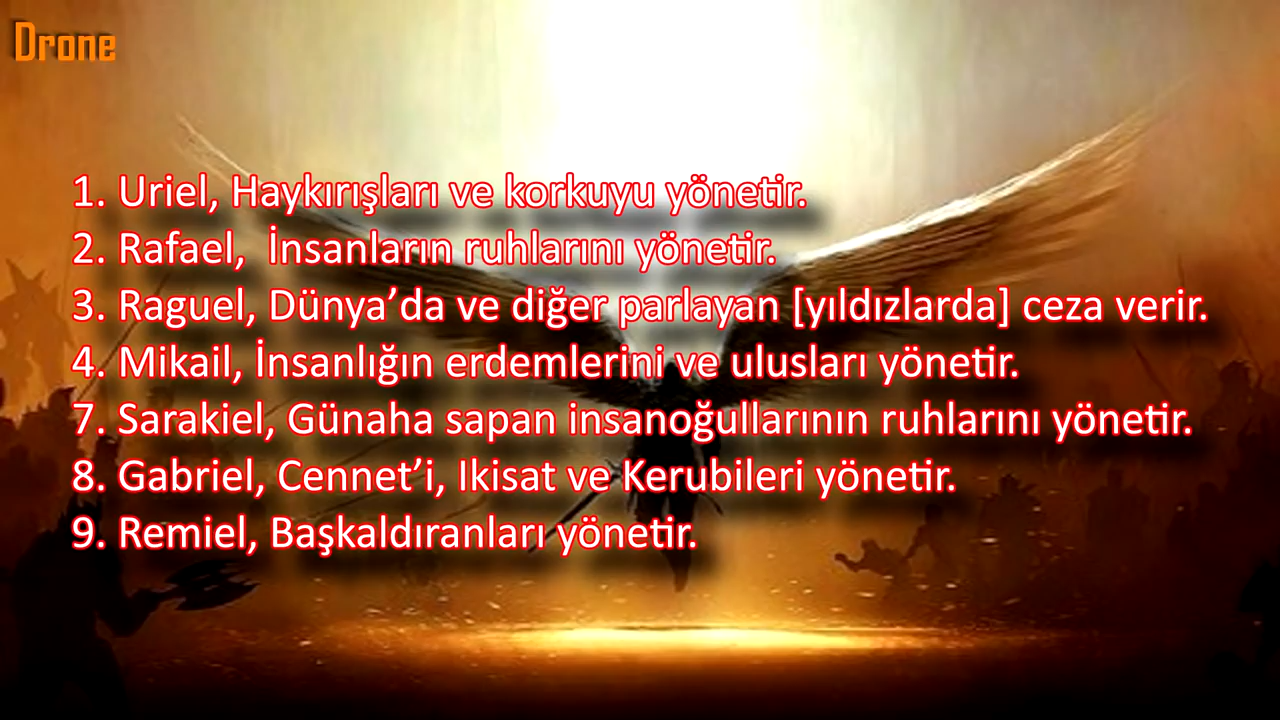 Drone
1. Uriel, Haykırışları ve korkuyu yönetir.
2. Rafael, İnsanların ruhlarını yönetir.
3. Raguel, Dünya’da ve diğer parlayan [yıldızlarda] ceza verir.
4. Mikail, İnsanlığın erdemlerini ve ulusları yönetir.
7. Sarakiel, Günaha sapan insanoğullarının ruhlarını yönetir.
8. Gabriel, Cennet’i, Ikisat ve Kerubileri yönetir.
9. Remiel, Başkaldıranları yönetir.